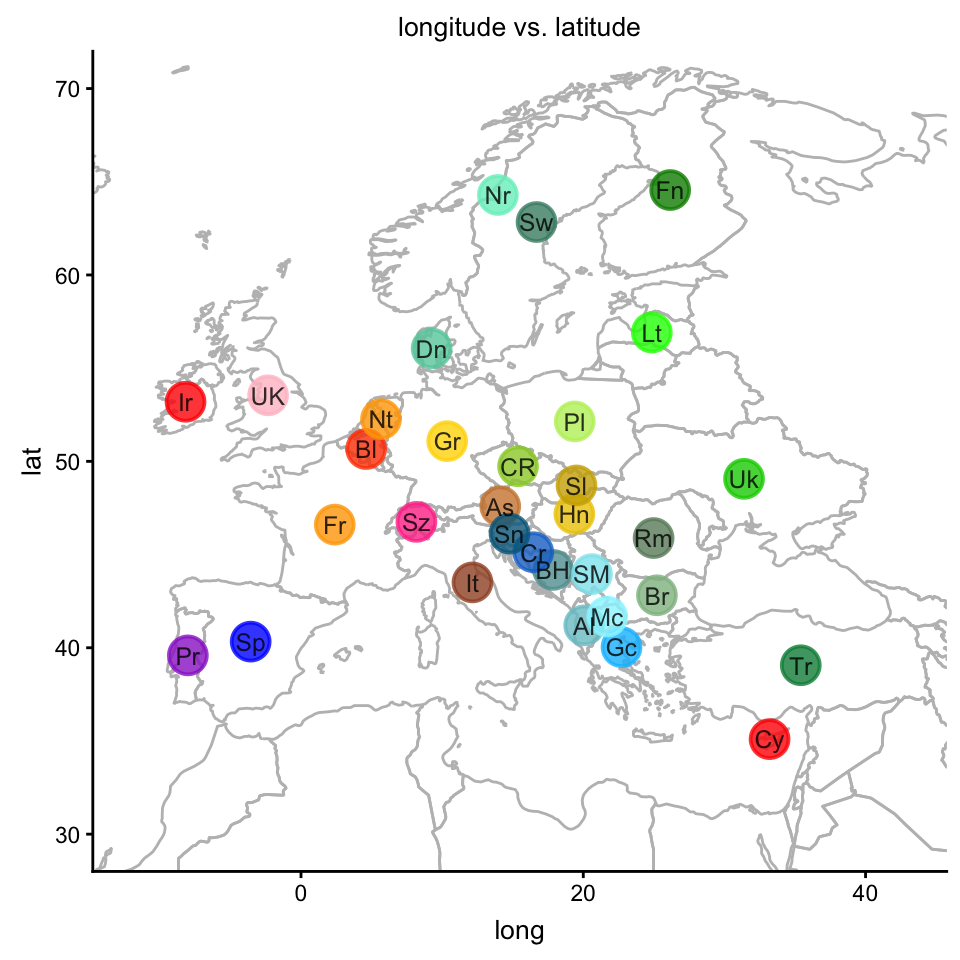 longitude vs. latitude
70
60
50
40
30
lat
Nr
Fn
Sw
Lt
Dn
Ir
UK
Nt
Pl
Bl
Gr
CR
Uk
Sl
As
Hn
Fr
Sz
Sn
Rm
Cr
BH
SM
It
Br
Al
Mc
Sp
Pr
Gc
Tr
Cy
0
20
40
long